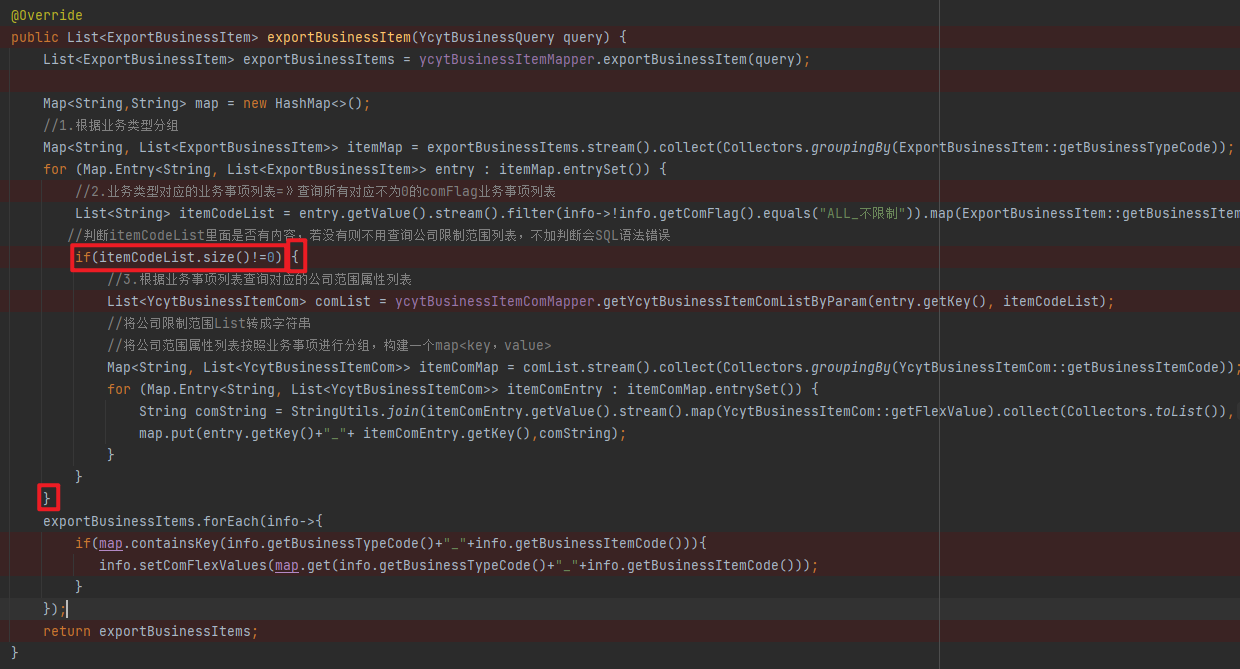 @Override
public List<ExportBusinessItem> exportBusinessItem(YcytBusinessQuery query) {
List<ExportBusinessItem> exportBusinessItems = ycytBusinessItemMapper.exportBusinessItem(query);
Map<String,String> map = new HashMap<>();
//1.根据业务类型分组
Map<String, List<ExportBusinessItem>> itemMap = exportBusinessItems.stream().collect(Collectors.groupingBy(ExportBusinessItem::getBusinessTypeCode));
for (Map.Entry<String, List<ExportBusinessItem>> entry : itemMap.entrySet()) {
//2.业务类型对应的业务事项列表=》查询所有对应不为0的comFlag业务事项列表
List<String> itemCodeList = entry.getValue().stream().filter(info->!info.getComFlag().equals("ALL_不限制")).map(ExportBusinessItem::getBusinessItem
//判断itemCodeList里面是否有内容，若没有则不用查询公司限制范围列表，不加判断会SQL语法错误
if(itemCodeList.size()!=0) {
//3.根据业务事项列表查询对应的公司范围属性列表
List<YcytBusinessItemCom> comList = ycytBusinessItemComMapper.getYcytBusinessItemComListByParam(entry.getKey(), itemCodeList);
//将公司限制范围List转成字符串
//将公司范围属性列表按照业务事项进行分组，构建一个map<key，value>
Map<String, List<YcytBusinessItemCom>> itemComMap = comList.stream().collect(Collectors.groupingBy(YcytBusinessItemCom::getBusinessItemCode));
for (Map.Entry<String, List<YcytBusinessItemCom>> itemComEntry : itemComMap.entrySet()) {
String comString = StringUtils.join(itemComEntry.getValue().stream().map(YcytBusinessItemCom::getFlexValue).collect(Collectors.toList()),
map.put(entry.getKey()+"_"+ itemComEntry.getKey(),comString);
}
}
}
exportBusinessItems.forEach(info->{
if(map.containsKey(info.getBusinessTypeCode()+"_"+info.getBusinessItemCode())){
info.setComFlexValues(map.get(info.getBusinessTypeCode()+"_"+info.getBusinessItemCode()));
}
});
return exportBusinessItems;
}